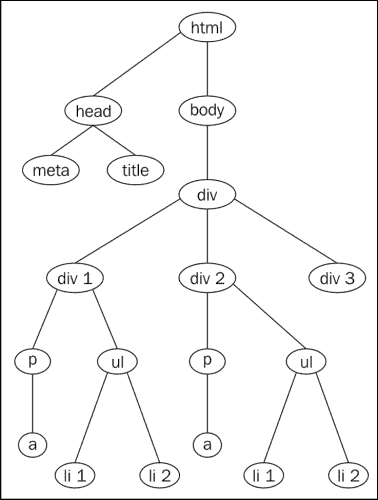 html
head
body
meta
title
div
div 1
div 2
div 3
p
ul
p
ul
a
a
li 1
li 2
li 1
li 2